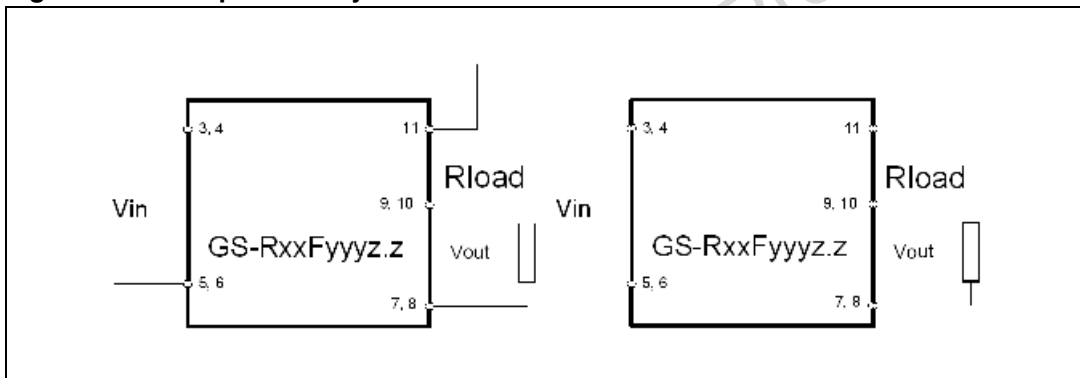 3, 4
11
Rload
Vin
9, 10
GS-RxxFyyyz.z
Vout
5, 6
7, 8
3, 4
11
Rload
Vin
9, 10
GS-RxxFyyyz.z
Vout
5, 6
7, 8